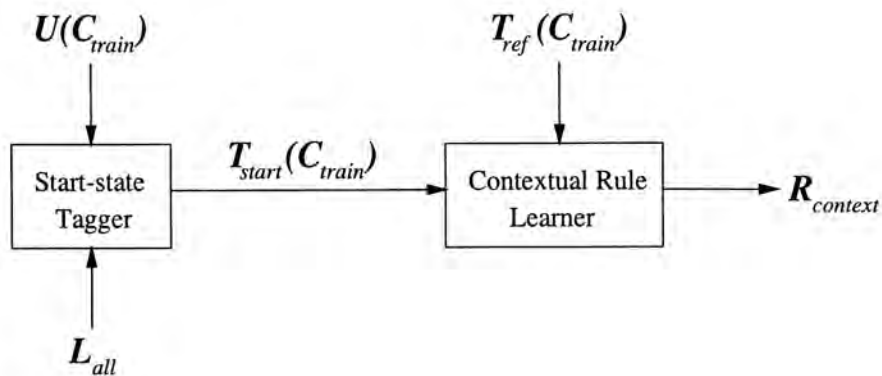 U(C_train)
T_ref(C_train)
Start-state
Tagger
T_start(C_train)
Contextual Rule
Learner
R_context
L_all